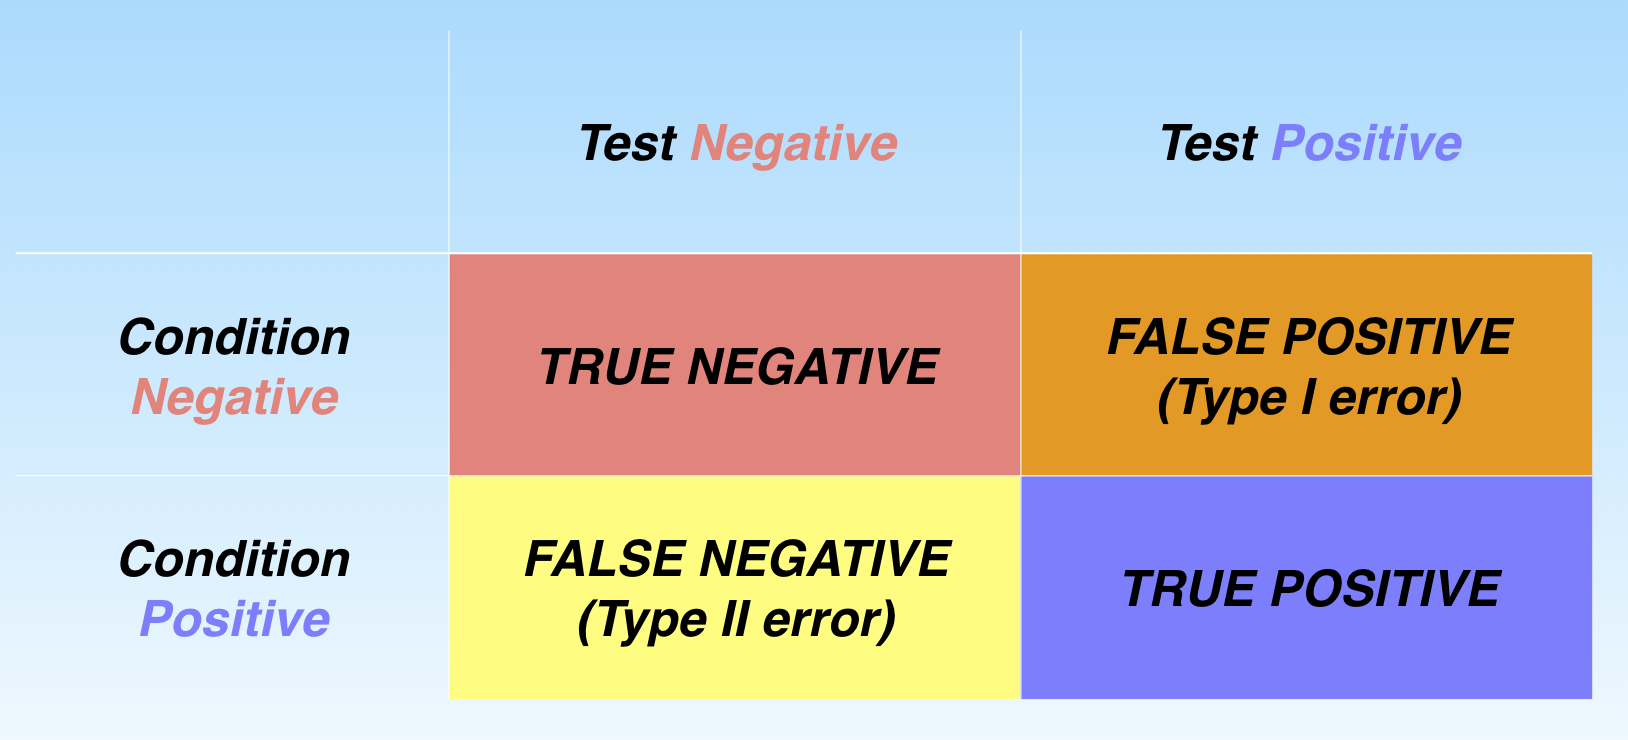 Test Negative
Test Positive
Condition
Negative
TRUE NEGATIVE
FALSE POSITIVE
(Type I error)
Condition
Positive
FALSE NEGATIVE
(Type II error)
TRUE POSITIVE